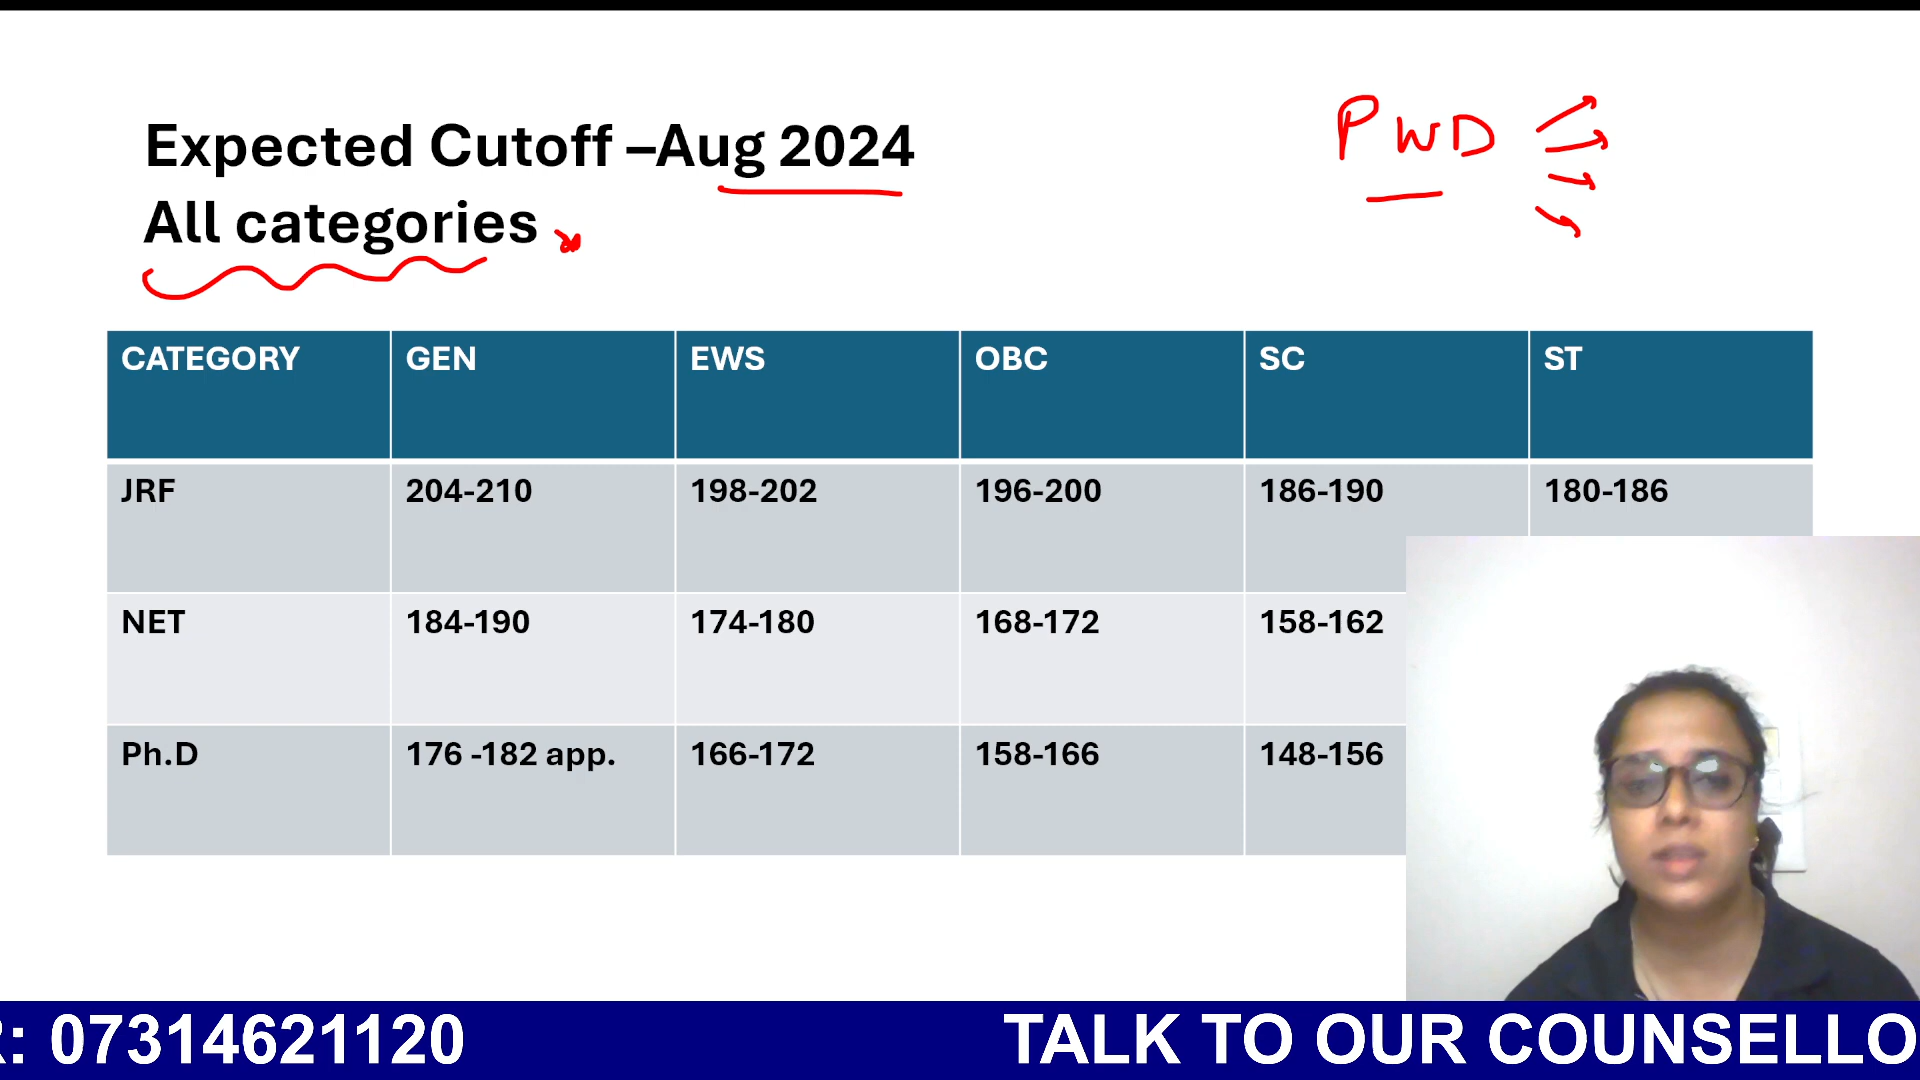 Expected Cutoff –Aug 2024
PWD
All categories
CATEGORY GEN EWS OBC SC ST
JRF 204-210 198-202 196-200 186-190 180-186
NET 184-190 174-180 168-172 158-162
Ph.D 176 -182 app. 166-172 158-166 148-156
R: 07314621120 TALK TO OUR COUNSELLO